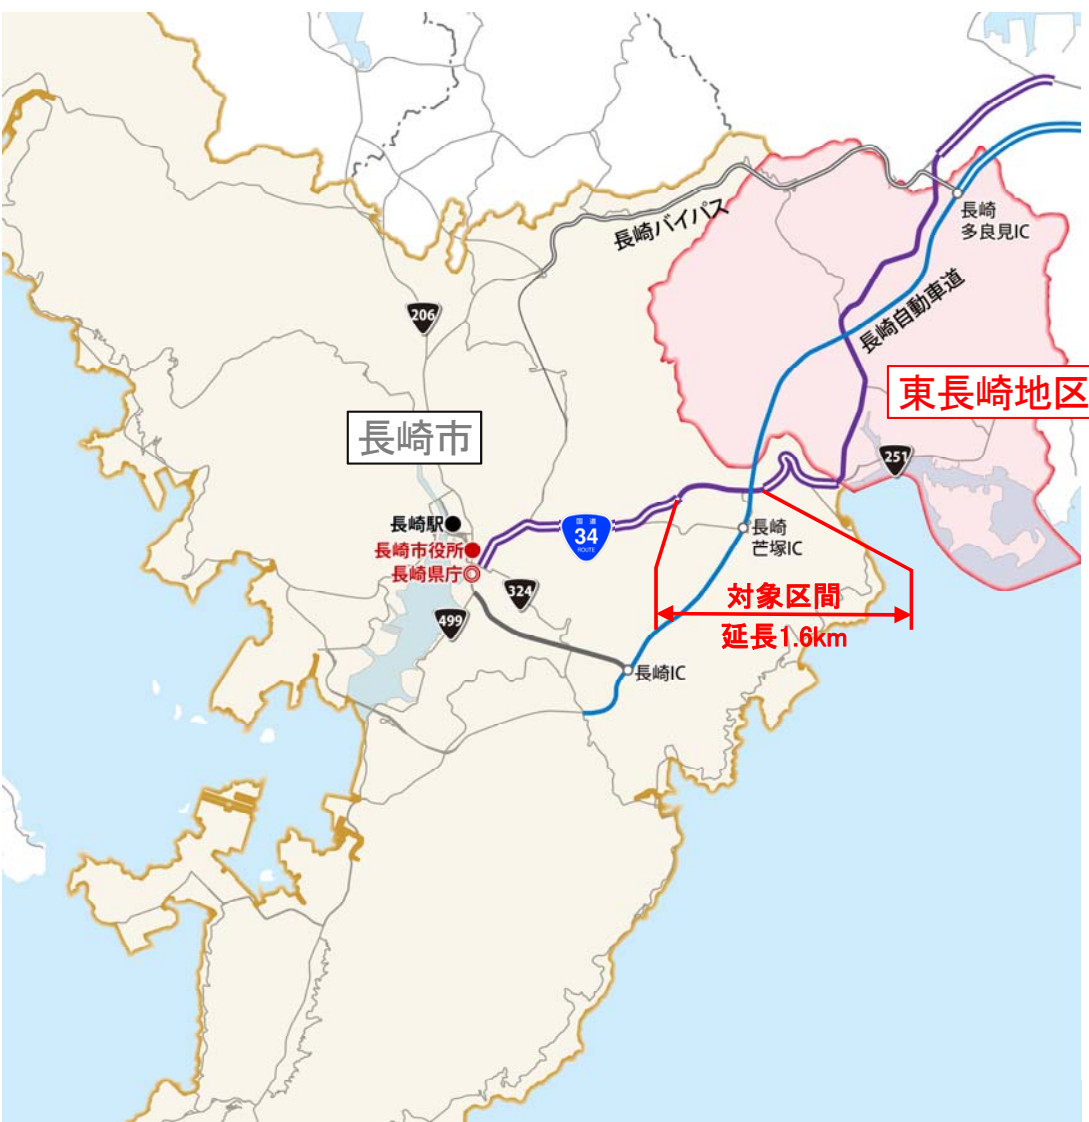 長崎バイパス
長崎
多良見IC
長崎自動車道
206
東長崎地区
長崎市
251
長崎駅
国道
34
ROUTE
長崎
芒塚IC
長崎市役所
長崎県庁
324
499
対象区間
延長1.6km
長崎IC